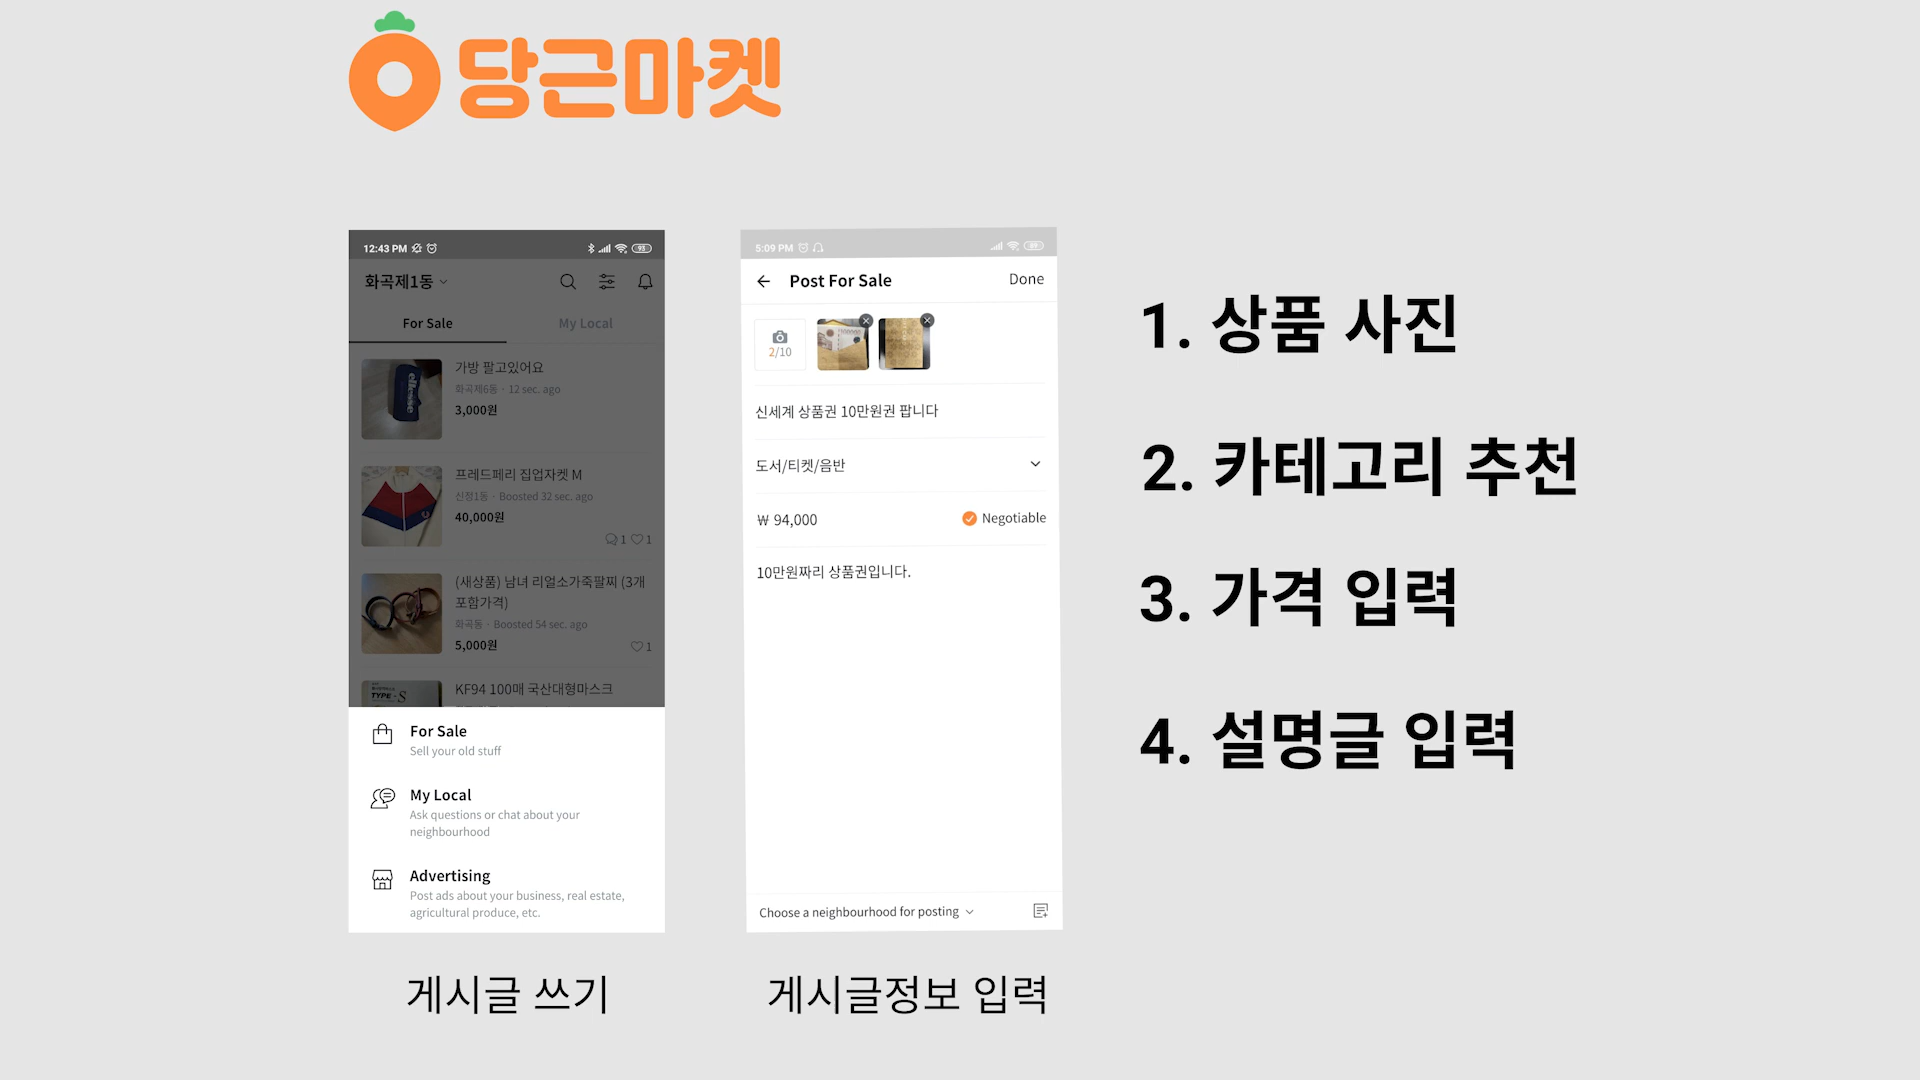 당근마켓
12:43 PM
93
화곡제1동
For Sale
My Local
가방 팔고있어요
화곡제6동 · 12 sec. ago
3,000원
프레드페리 집업자켓 M
신정1동 · Boosted 32 sec. ago
40,000원
1
1
(새상품) 남녀 리얼소가죽팔찌 (3개
포함가격)
화곡동 · Boosted 54 sec. ago
5,000원
1
TYPE-S
KF94 100매 국산대형마스크
For Sale
Sell your old stuff
My Local
Ask questions or chat about your
neighbourhood
Advertising
Post ads about your business, real estate,
agricultural produce, etc.
게시글 쓰기
5:09 PM
Post For Sale
Done
2/10
신세계 상품권 10만원권 팝니다
도서/티켓/음반
₩ 94,000
Negotiable
10만원짜리 상품권입니다.
Choose a neighbourhood for posting
게시글정보 입력
1. 상품 사진
2. 카테고리 추천
3. 가격 입력
4. 설명글 입력